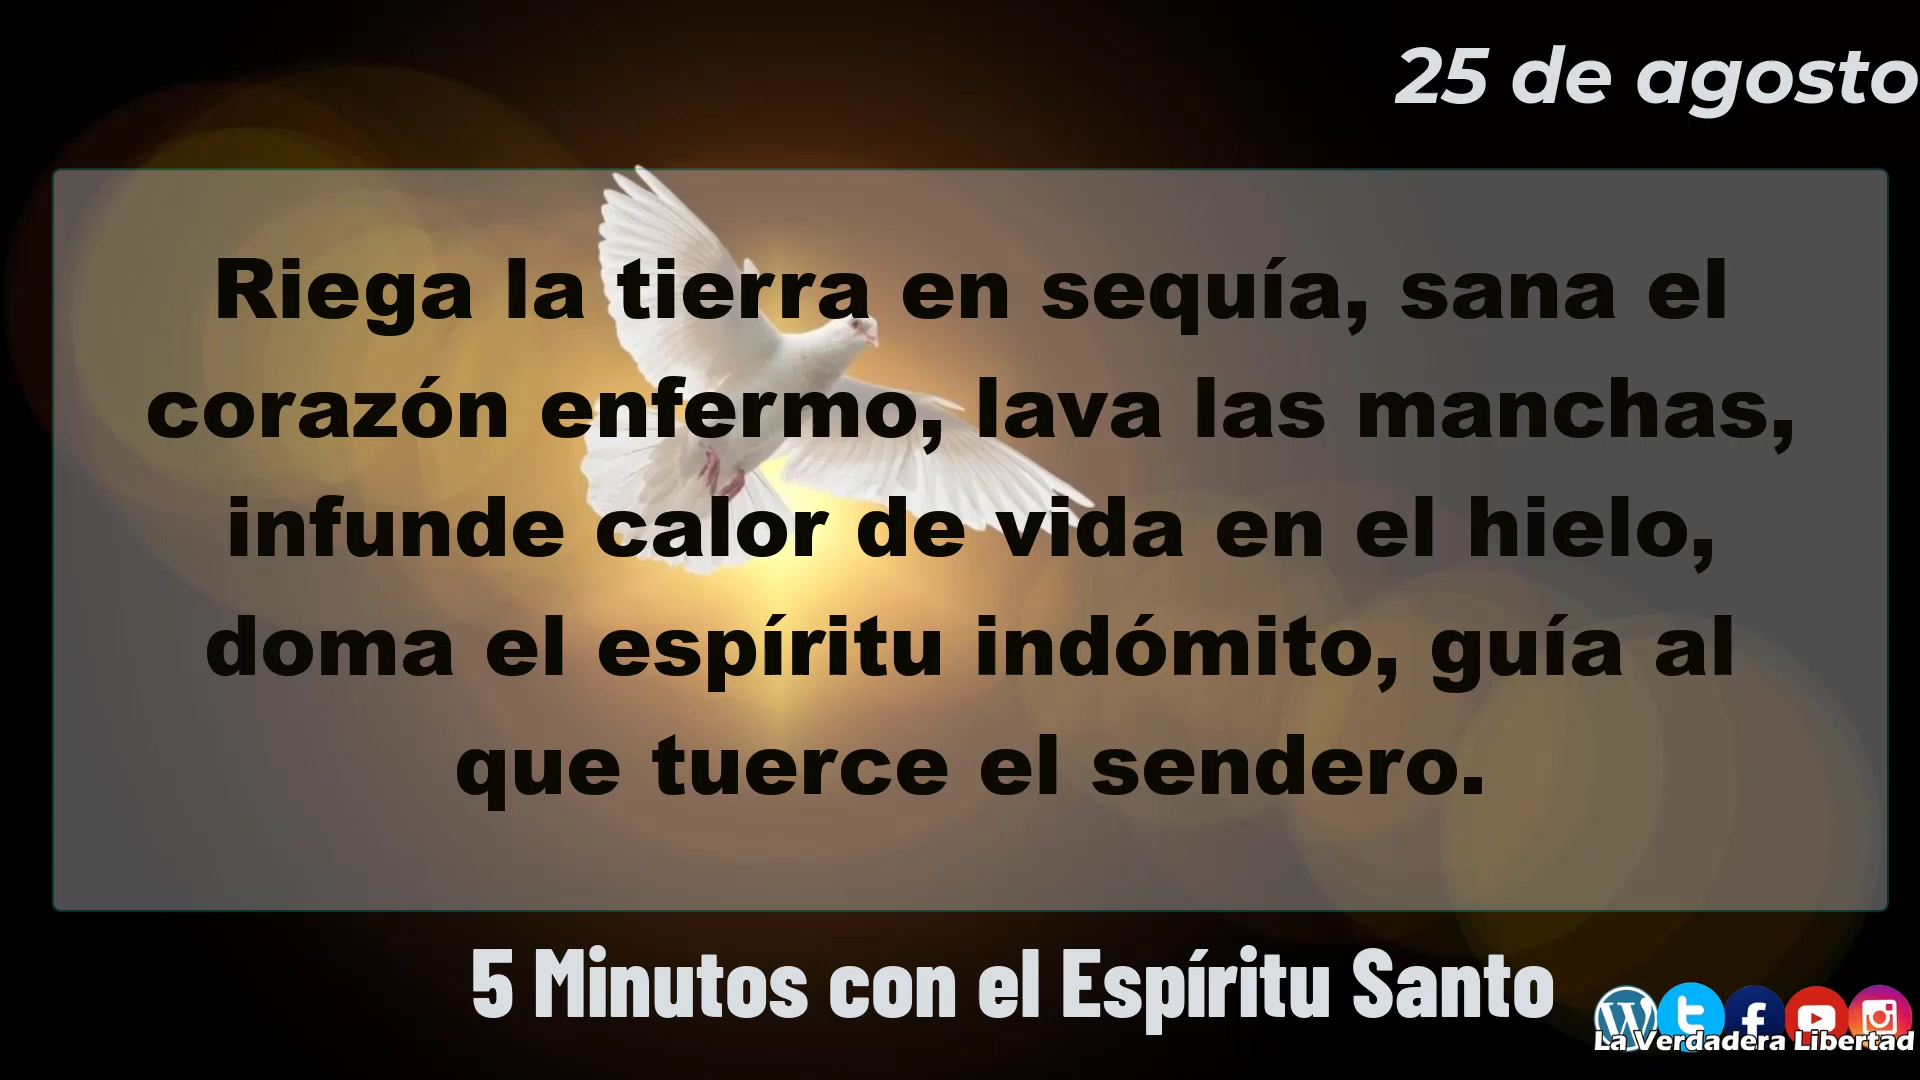 25 de agosto
Riega la tierra en sequía, sana el
corazón enfermo, lava las manchas,
infunde calor de vida en el hielo,
doma el espíritu indómito, guía al
que tuerce el sendero.
5 Minutos con el Espíritu Santo
La Verdadera Libertad